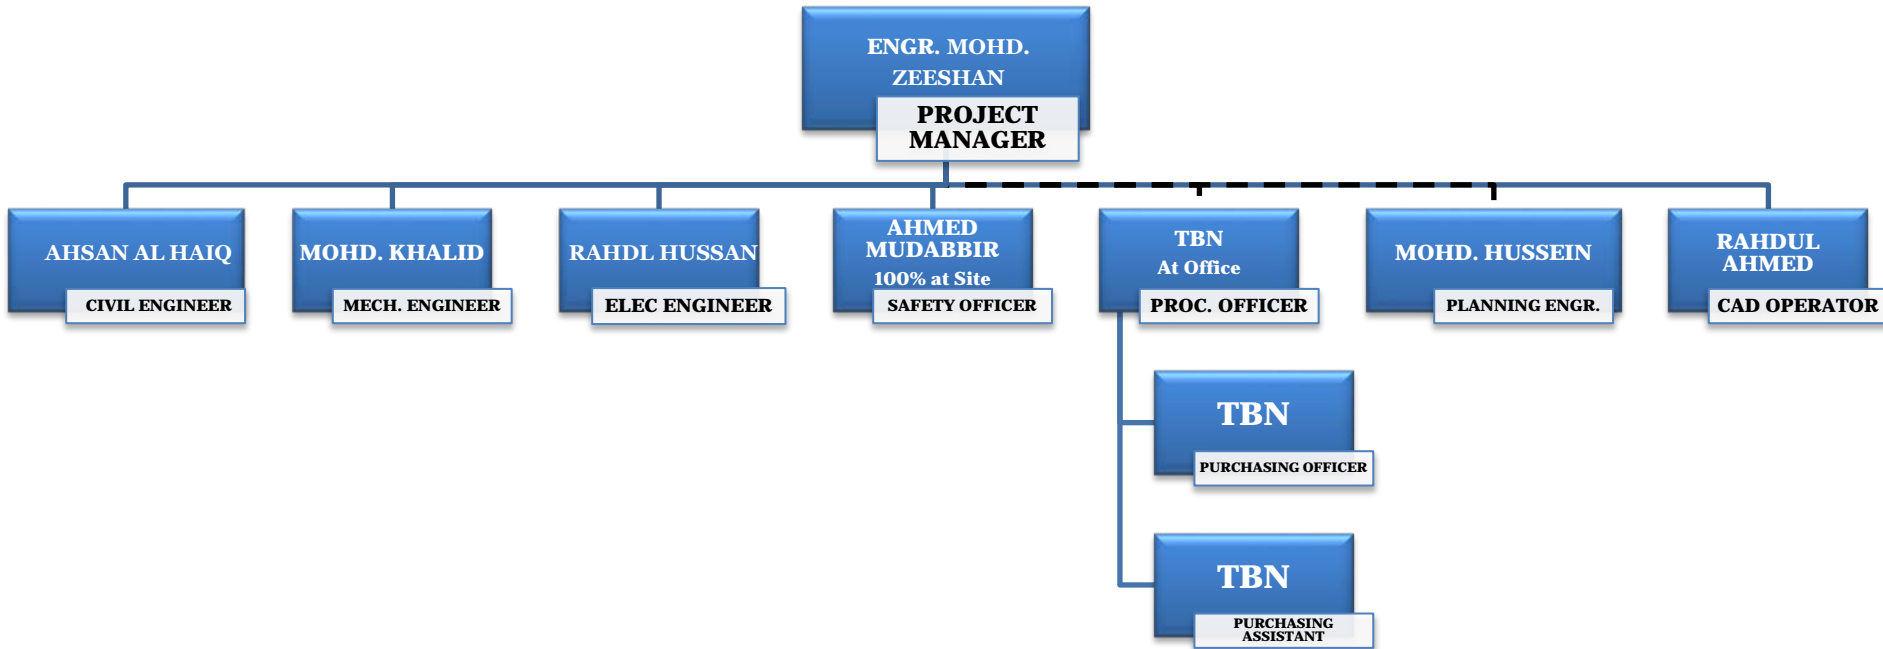 ENGR. MOHD.
ZEESHAN
PROJECT
MANAGER
AHSAN AL HAIQ
CIVIL ENGINEER
MOHD. KHALID
MECH. ENGINEER
RAHDL HUSSAN
ELEC ENGINEER
AHMED
MUDABBIR
100% at Site
SAFETY OFFICER
TBN
At Office
PROC. OFFICER
MOHD. HUSSEIN
PLANNING ENGR.
RAHDUL
AHMED
CAD OPERATOR
TBN
PURCHASING OFFICER
TBN
PURCHASING
ASSISTANT